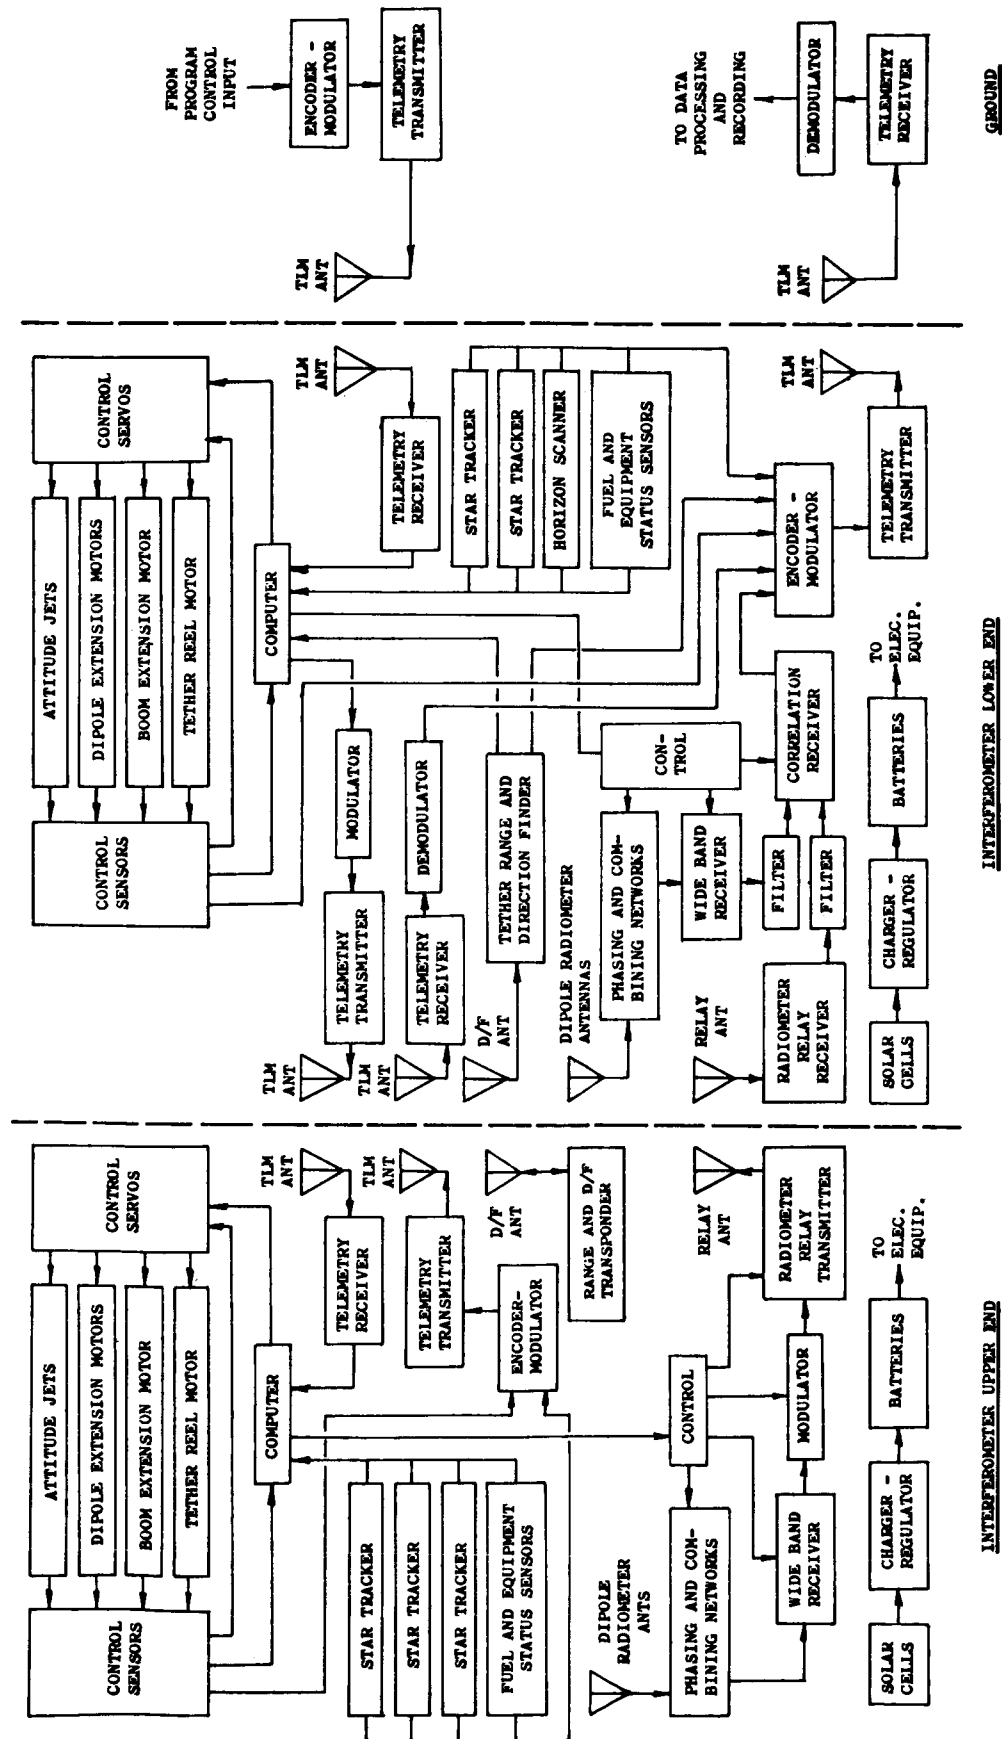 CONTROL
SENSORS
ATTITUDE JETS
DIPOLE EXTENSION MOTORS
BOOM EXTENSION MOTOR
TETHER REEL MOTOR
CONTROL
SERVOS
COMPUTER
TLM
ANT
TELEMETRY
RECEIVER
STAR TRACKER
STAR TRACKER
STAR TRACKER
FUEL AND EQUIPMENT
STATUS SENSORS
TLM
ANT
TELEMETRY
TRANSMITTER
ENCODER-
MODULATOR
D/F
ANT
RANGE AND D/F
TRANSPONDER
DIPOLE
RADIOMETER
ANTS
CONTROL
PHASING AND COM-
BINING NETWORKS
WIDE BAND
RECEIVER
MODULATOR
RELAY
ANT
RADIOMETER
RELAY
TRANSMITTER
SOLAR
CELLS
CHARGER -
REGULATOR
BATTERIES
TO
ELEC.
EQUIP.
INTERFEROMETER UPPER END
CONTROL
SENSORS
ATTITUDE JETS
DIPOLE EXTENSION MOTORS
BOOM EXTENSION MOTOR
TETHER REEL MOTOR
CONTROL
SERVOS
COMPUTER
TLM
ANT
TELEMETRY
TRANSMITTER
MODULATOR
TLM
ANT
TELEMETRY
RECEIVER
TLM
ANT
TELEMETRY
RECEIVER
DEMODULATOR
STAR TRACKER
STAR TRACKER
HORIZON SCANNER
FUEL AND
EQUIPMENT
STATUS SENSORS
D/F
ANT
TETHER RANGE AND
DIRECTION FINDER
DIPOLE RADIOMETER
ANTENNAS
PHASING AND COM-
BINING NETWORKS
CON-
TROL
WIDE BAND
RECEIVER
RELAY
ANT
RADIOMETER
RELAY
RECEIVER
FILTER
FILTER
CORRELATION
RECEIVER
ENCODER -
MODULATOR
TLM
ANT
TELEMETRY
TRANSMITTER
SOLAR
CELLS
CHARGER -
REGULATOR
BATTERIES
TO
ELEC.
EQUIP.
INTERFEROMETER LOWER END
FROM
PROGRAM
CONTROL
INPUT
ENCODER -
MODULATOR
TELEMETRY
TRANSMITTER
TLM
ANT
TO DATA
PROCESSING
AND
RECORDING
DEMODULATOR
TELEMETRY
RECEIVER
TLM
ANT
GROUND